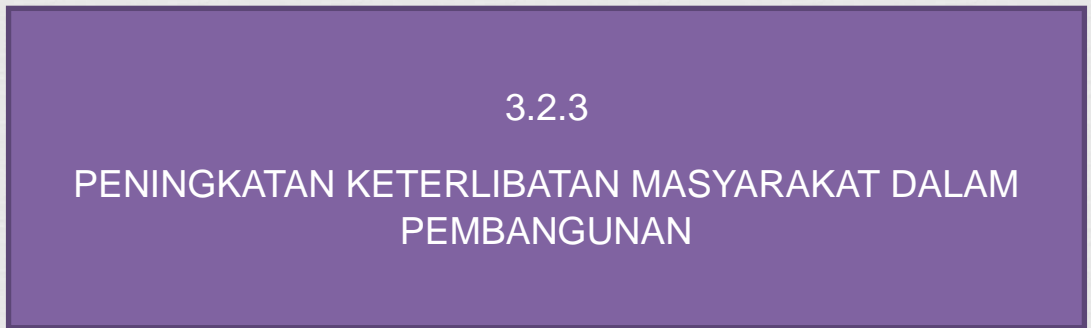 3.2.3
PENINGKATAN KETERLIBATAN MASYARAKAT DALAM
PEMBANGUNAN